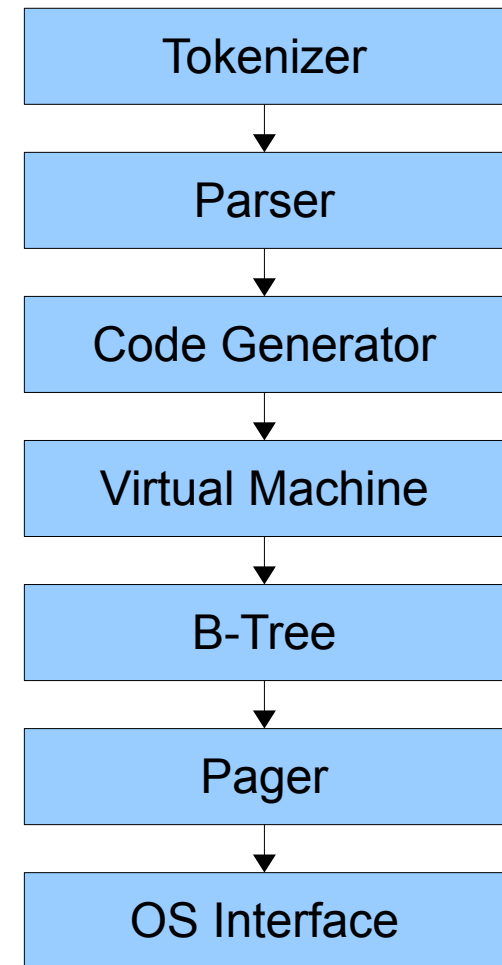 Tokenizer
Parser
Code Generator
Virtual Machine
B-Tree
Pager
OS Interface